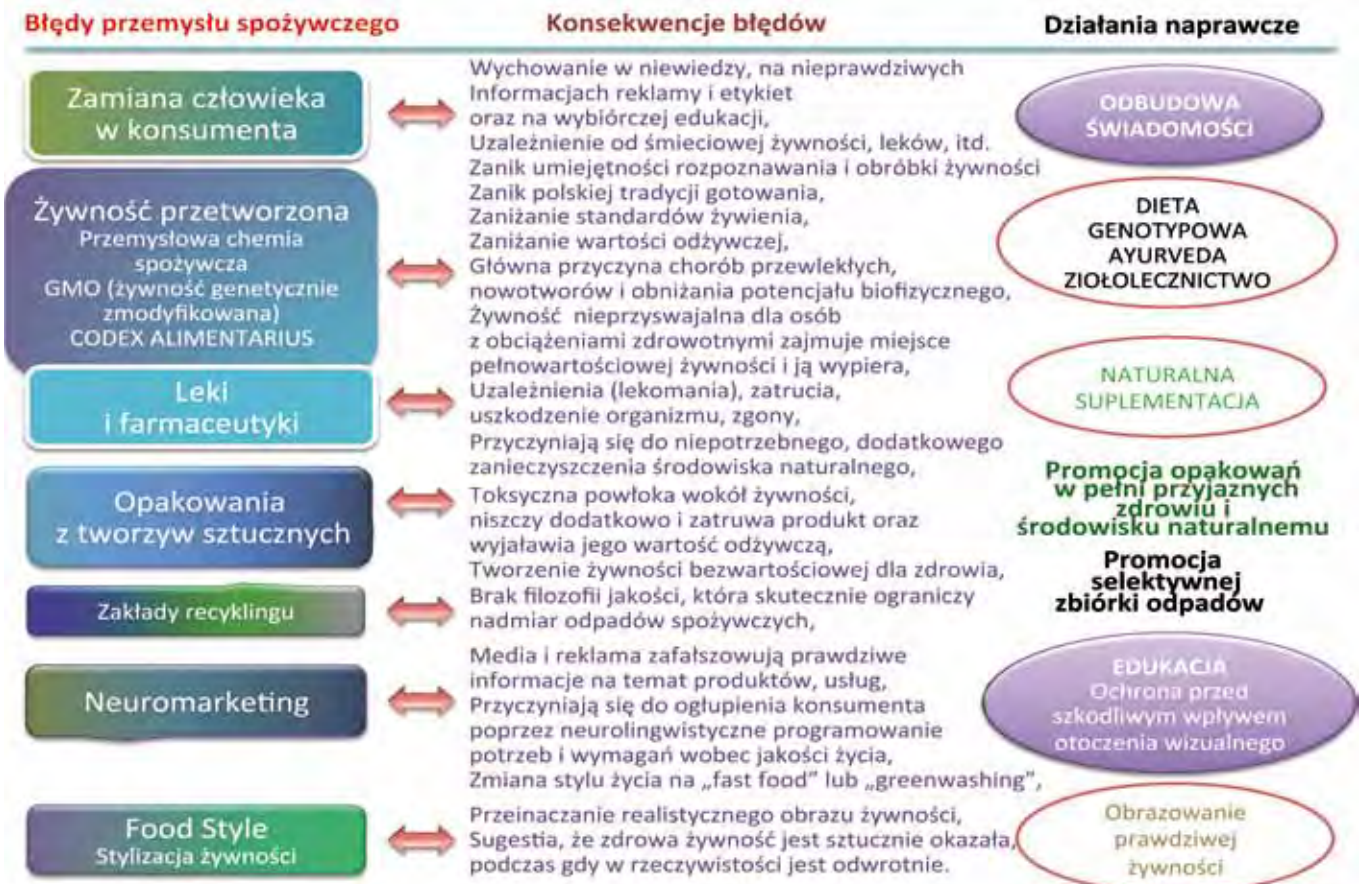 Błędy przemysłu spożywczego
Konsekwencje błędów
Działania naprawcze
Zamiana człowieka
w konsumenta
Wychowanie w niewiedzy, na nieprawdziwych
Informacjach reklamy i etykiet
oraz na wybiórczej edukacji,
Uzależnienie od śmieciowej żywności, leków, itd.
Zanik umiejętności rozpoznawania i obróbki żywności
ODBUDOWA
ŚWIADOMOŚCI
Żywność przetworzona
Przemysłowa chemia
spożywcza
GMO (żywność genetycznie
zmodyfikowana)
CODEX ALIMENTARIUS
Zanik polskiej tradycji gotowania,
Zaniżanie standardów żywienia,
Zaniżanie wartości odżywczej,
Główna przyczyna chorób przewlekłych,
nowotworów i obniżania potencjału biofizycznego,
Żywność nieprzyswajalna dla osób
z obciążeniami zdrowotnymi zajmuje miejsce
pełnowartościowej żywności i ją wypiera,
DIETA
GENOTYPOWA
AYURVEDA
ZIOŁOLECZNICTWO
Leki
i farmaceutyki
Uzależnienia (lekomania), zatrucia,
uszkodzenie organizmu, zgony,
Przyczyniają się do niepotrzebnego, dodatkowego
zanieczyszczenia środowiska naturalnego,
NATURALNA
SUPLEMENTACJA
Opakowania
z tworzyw sztucznych
Toksyczna powłoka wokół żywności,
niszczy dodatkowo i zatruwa produkt oraz
wyjaławia jego wartość odżywczą,
Promocja opakowań
w pełni przyjaznych
zdrowiu i
środowisku naturalnemu
Zakłady recyklingu
Tworzenie żywności bezwartościowej dla zdrowia,
Brak filozofii jakości, która skutecznie ograniczy
nadmiar odpadów spożywczych,
Promocja
selektywnej
zbiórki odpadów
Neuromarketing
Media i reklama zafałszowują prawdziwe
informacje na temat produktów, usług,
Przyczyniają się do ogłupienia konsumenta
poprzez neurolingwistyczne programowanie
potrzeb i wymagań wobec jakości życia,
Zmiana stylu życia na „fast food” lub „greenwashing”,
EDUKACJA
Ochrona przed
szkodliwym wpływem
otoczenia wizualnego
Food Style
Stylizacja żywności
Przeinaczanie realistycznego obrazu żywności,
Sugestia, że zdrowa żywność jest sztucznie okazała,
podczas gdy w rzeczywistości jest odwrotnie.
Obrazowanie
prawdziwej
żywności